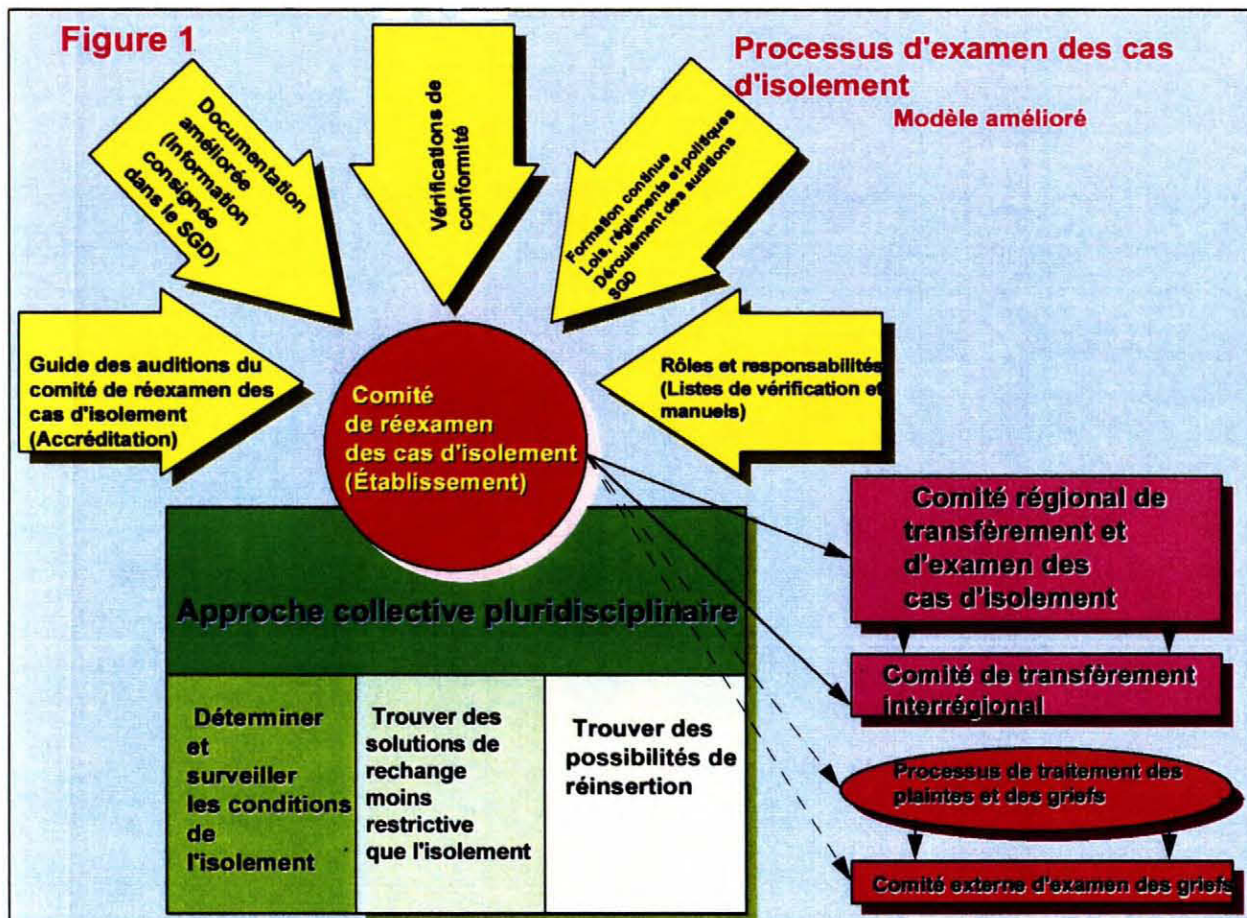 Figure 1
Processus d'examen des cas
d'isolement
Modèle amélioré
Guide des auditions du
comité de réexamen des
cas d'isolement
(Accréditation)
Documentation
améliorée
(Information
consignée
dans le SGD)
Vérifications de
conformité
Formation continue
Lois, réglements et politiques
Déroulement des auditions
SGD
Rôles et responsabilités
(Listes de vérification et
manuels)
Comité
de réexamen
des cas d'isolement
(Établissement)
Approche collective pluridisciplinaire
Déterminer
et
surveiller
les conditions
de
l'isolement
Trouver des
solutions de
rechange
moins
restrictive
que l'isolement
Trouver des
possibilités de
réinsertion
Comité régional de
transfèrement et
d'examen des
cas d'isolement
Comité de transfèrement
interrégional
Processus de traitement des
plaintes et des griefs
Comité externe d'examen des griefs